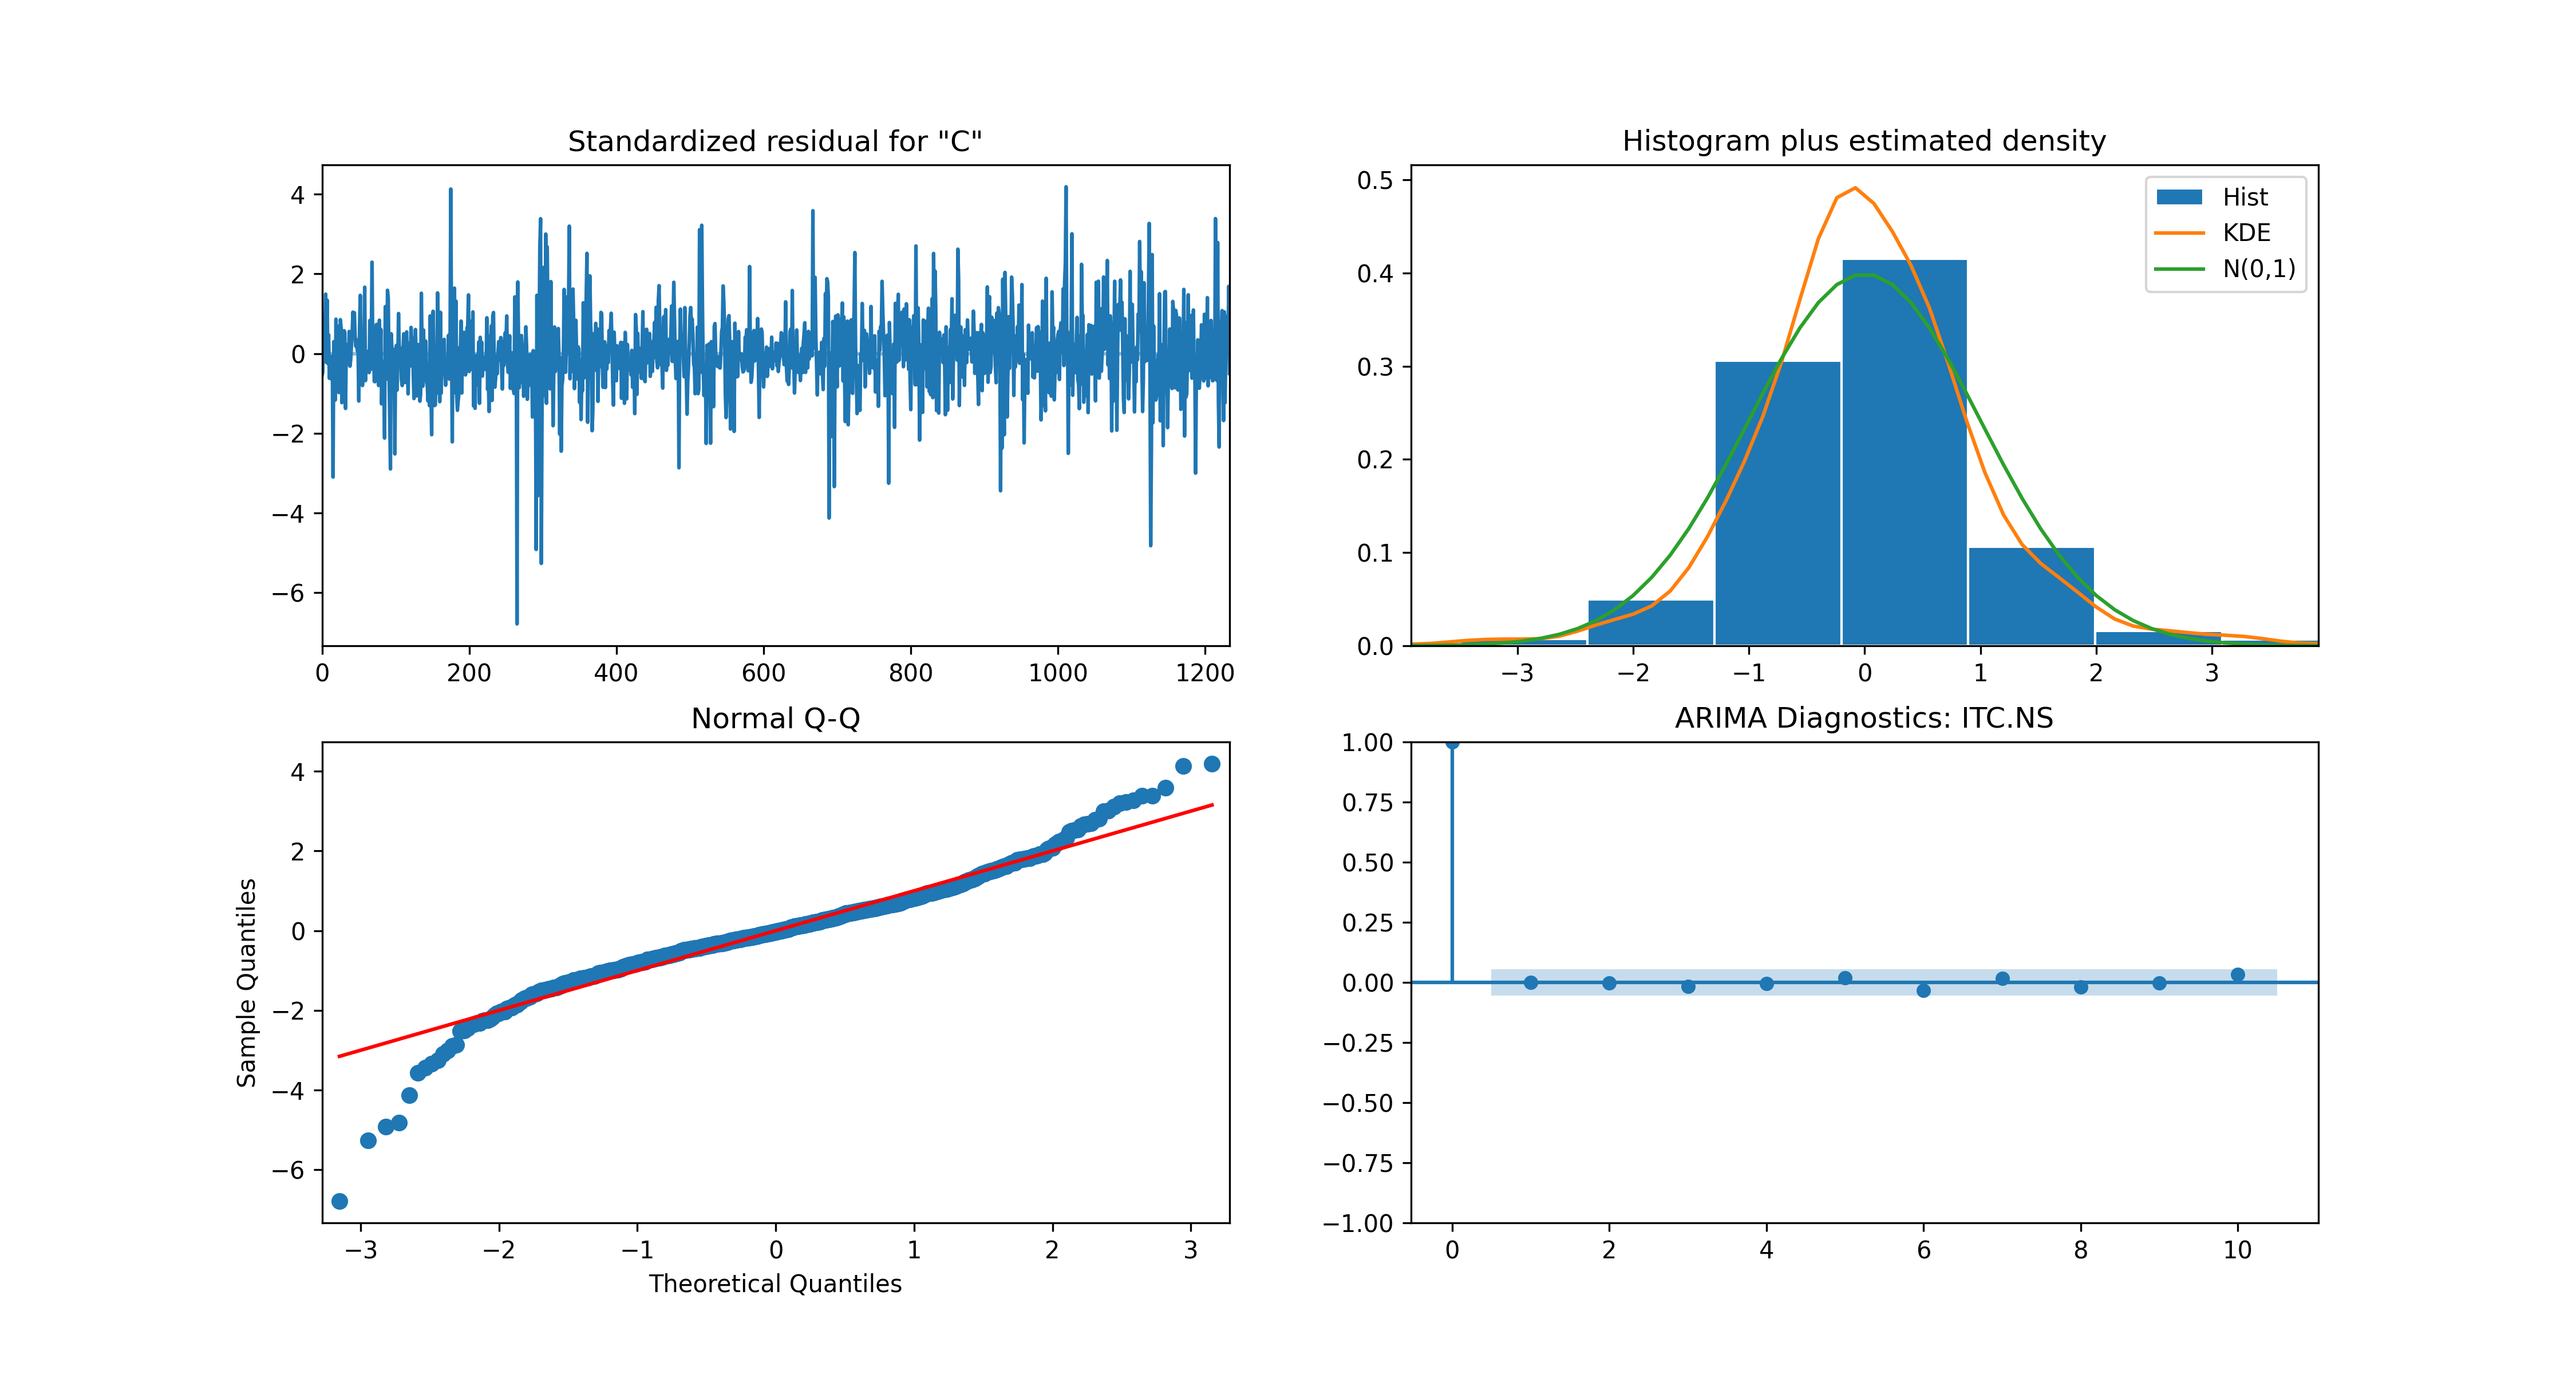 Standardized residual for "C"
4
2
0
−2
−4
−6
0 200 400 600 800 1000 1200
Histogram plus estimated density
0.5
0.4
0.3
0.2
0.1
0.0
Hist
KDE
N(0,1)
−3 −2 −1 0 1 2 3
Normal Q-Q
Sample Quantiles
4
2
0
−2
−4
−6
−3 −2 −1 0 1 2 3
Theoretical Quantiles
ARIMA Diagnostics: ITC.NS
1.00
0.75
0.50
0.25
0.00
−0.25
−0.50
−0.75
−1.00
0 2 4 6 8 10